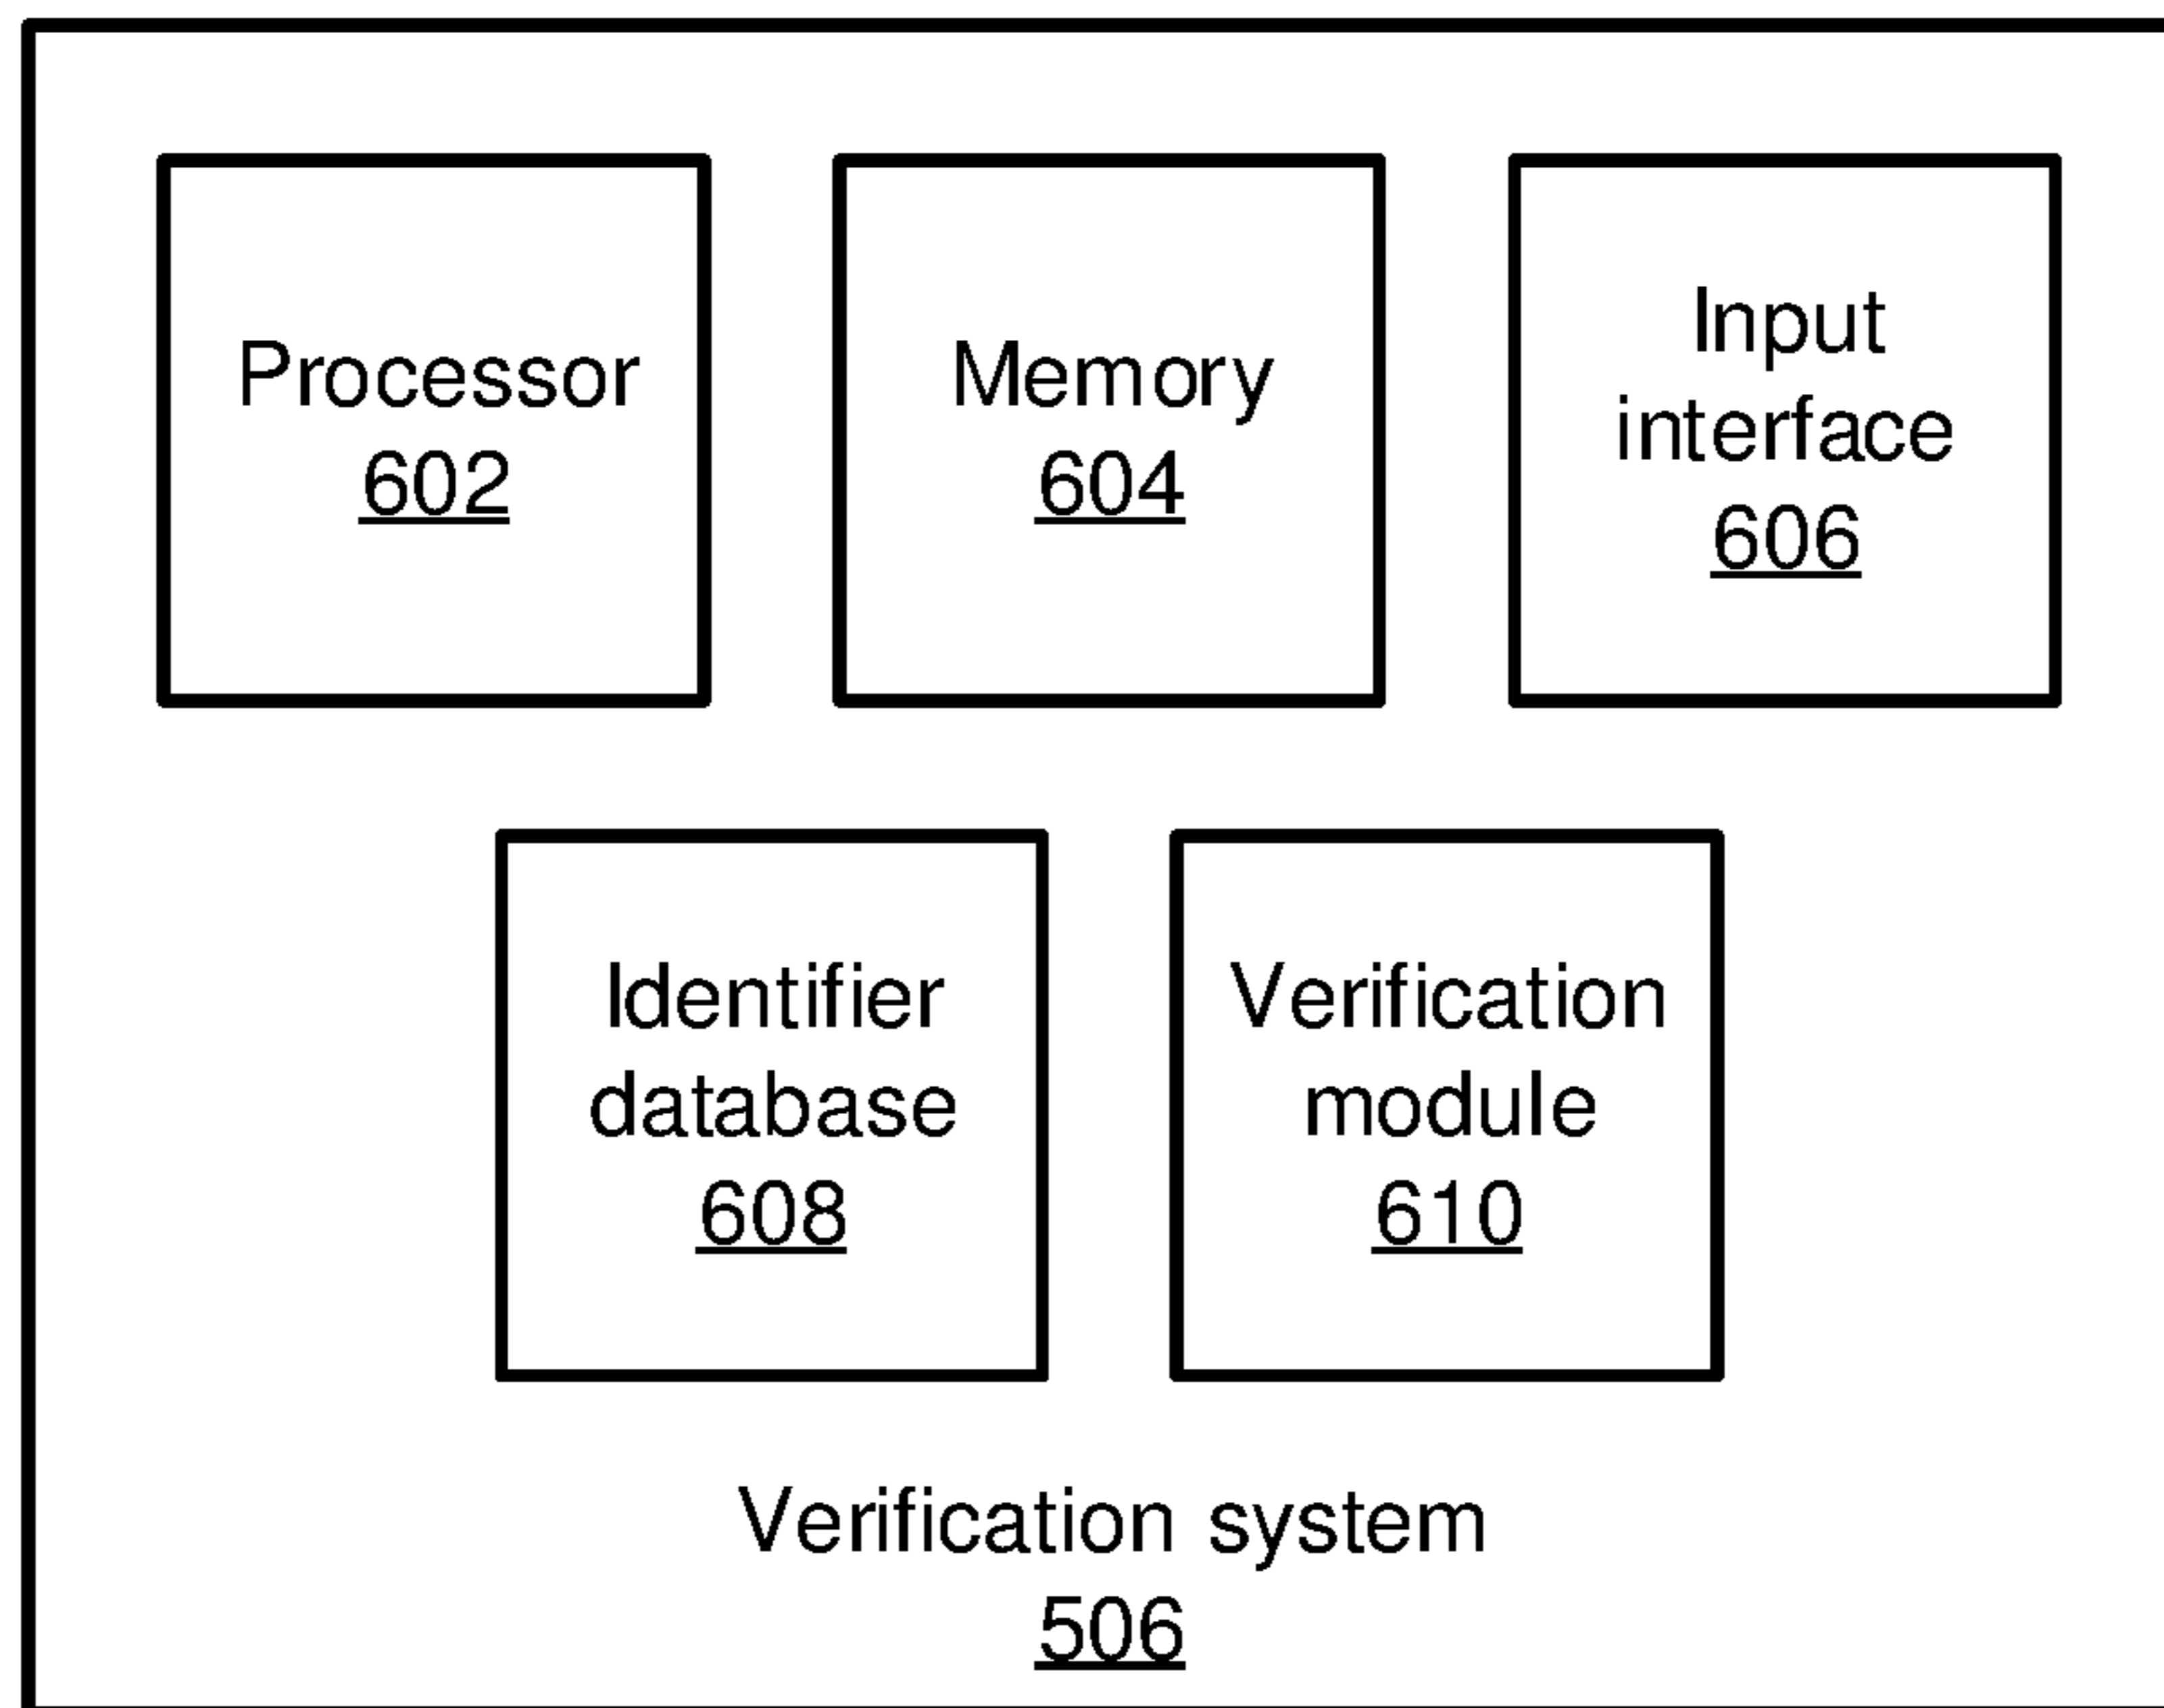 Processor
602
Memory
604
Input
interface
606
Identifier
database
608
Verification
module
610
Verification system
506